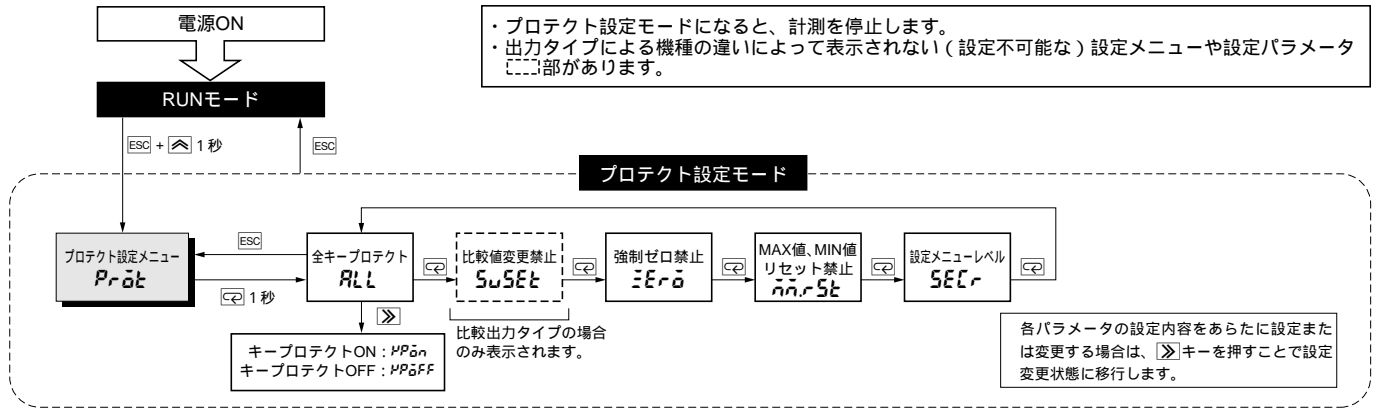 電源ON
・プロテクト設定モードになると、計測を停止します。
・出力タイプによる機種の違いによって表示されない(設定不可能な)設定メニューや設定パラメータ
部があります。
RUNモード
ESC + 1秒
ESC
プロテクト設定モード
プロテクト設定メニュー
Prot
ESC
1秒
全キープロテクト
ALL
比較値変更禁止
SvSEt
強制ゼロ禁止
ZEro
MAX値、MIN値
リセット禁止
mm.rSt
設定メニューレベル
SECr
キープロテクトON:KPon
キープロテクトOFF:KPoFF
比較出力タイプの場合
のみ表示されます。
各パラメータの設定内容をあらたに設定また
は変更する場合は、キーを押すことで設定
変更状態に移行します。